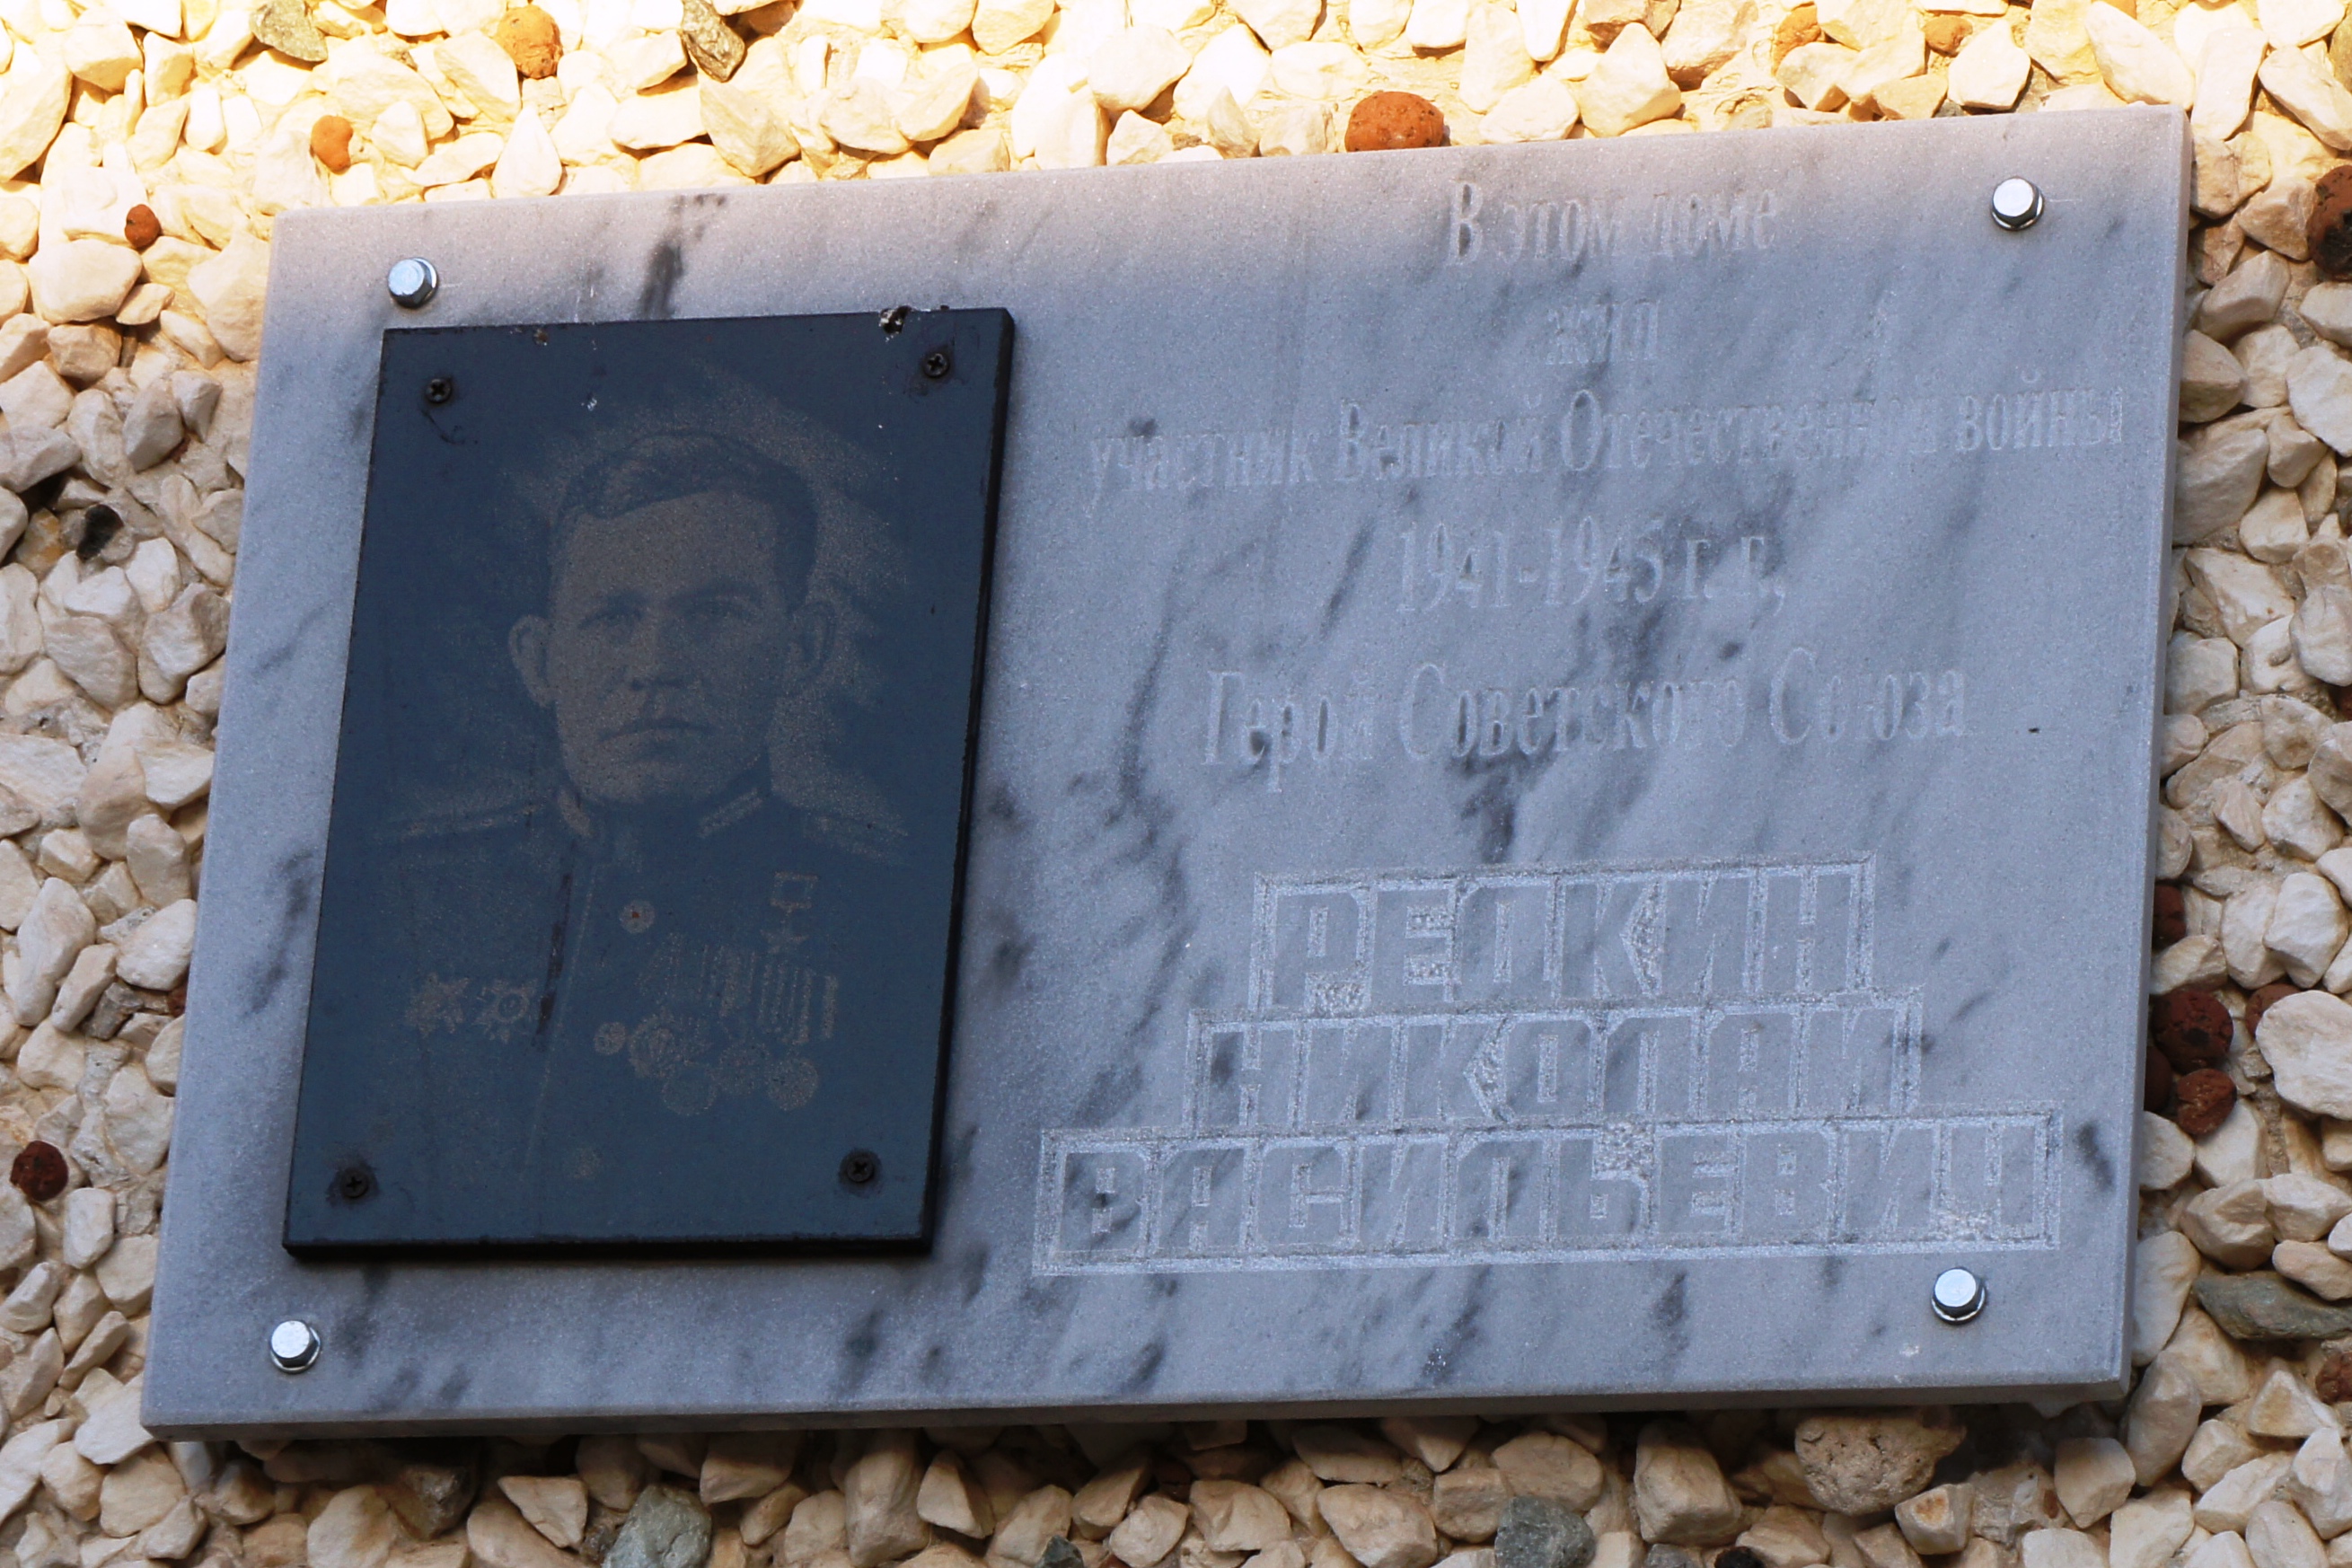 В этом доме
жил
участник Великой Отечественной войны
1941-1945 г. г.,
Герой Советского Союза
РЕДКИН
НИКОЛАЙ
ВАСИЛЬЕВИЧ